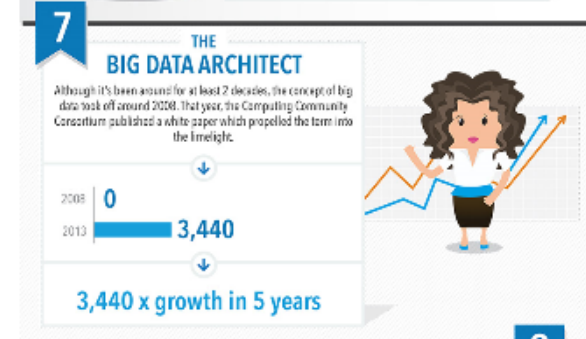 7
THE
BIG DATA ARCHITECT
Although it's been around for at least 2 decades, the concept of big
data took off around 2008. That year, the Computing Community
Consortium published a white paper which propelled the term into
the limelight.
2008 0
2013 3,440
3,440 x growth in 5 years